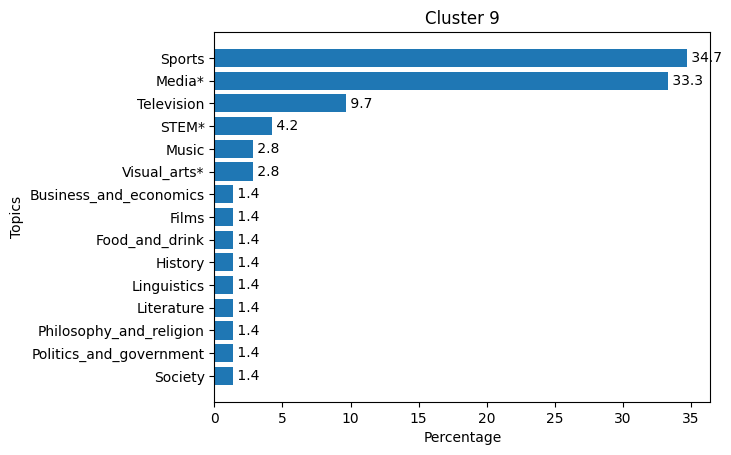 Cluster 9
Sports 34.7
Media* 33.3
Television 9.7
STEM* 4.2
Music 2.8
Visual_arts* 2.8
Business_and_economics 1.4
Films 1.4
Food_and_drink 1.4
History 1.4
Linguistics 1.4
Literature 1.4
Philosophy_and_religion 1.4
Politics_and_government 1.4
Society 1.4
Topics
0 5 10 15 20 25 30 35
Percentage